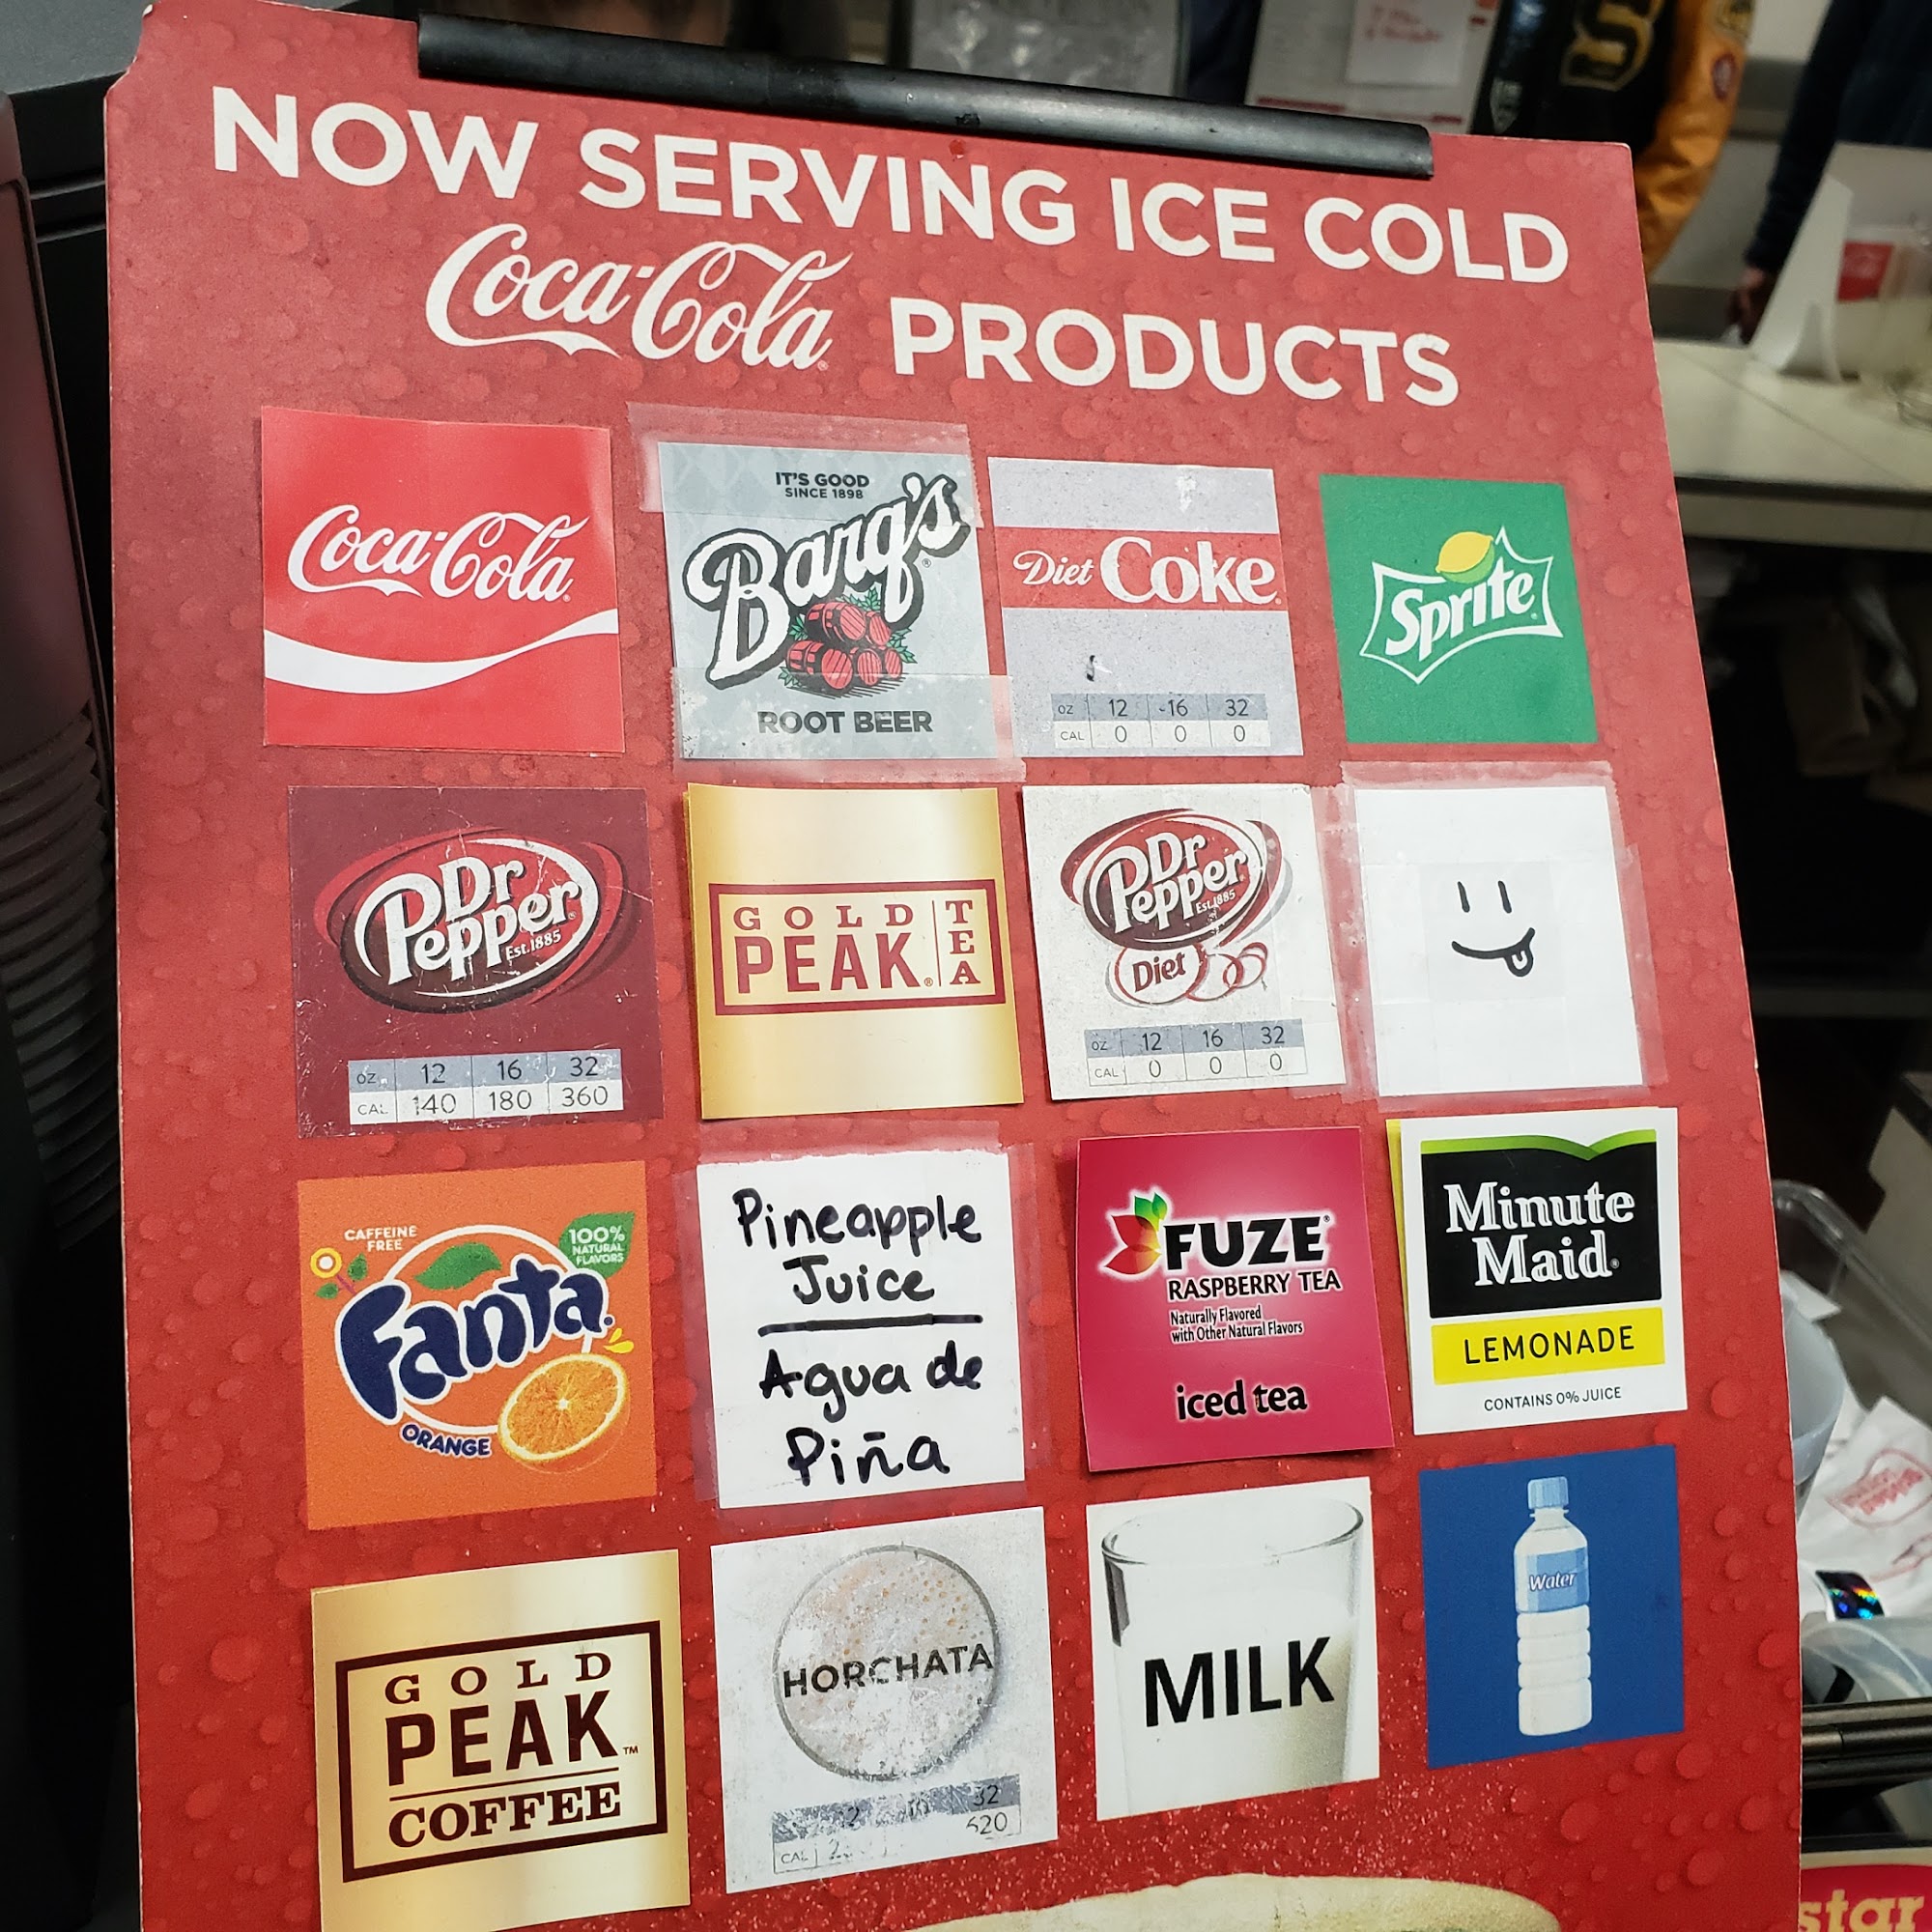 NOW SERVING ICE COLD
Coca-Cola PRODUCTS
Coca-Cola
IT'S GOOD
SINCE 1898
Barq's
ROOT BEER
Diet Coke
OZ 12 16 32
CAL 0 0 0
Sprite
Dr
Pepper
Est.1885
OZ 12 16 32
CAL 140 180 360
GOLD
PEAK
TEA
Dr
Pepper
Est.1885
Diet
OZ 12 16 32
CAL 0 0 0
CAFFEINE
FREE
100%
NATURAL
FLAVORS
Fanta
ORANGE
Pineapple
Juice
Agua de
Piña
FUZE
RASPBERRY TEA
Naturally Flavored
with Other Natural Flavors
iced tea
Minute
Maid
LEMONADE
CONTAINS 0% JUICE
GOLD
PEAK™
COFFEE
HORCHATA
32
CAL 620
MILK
Water
star